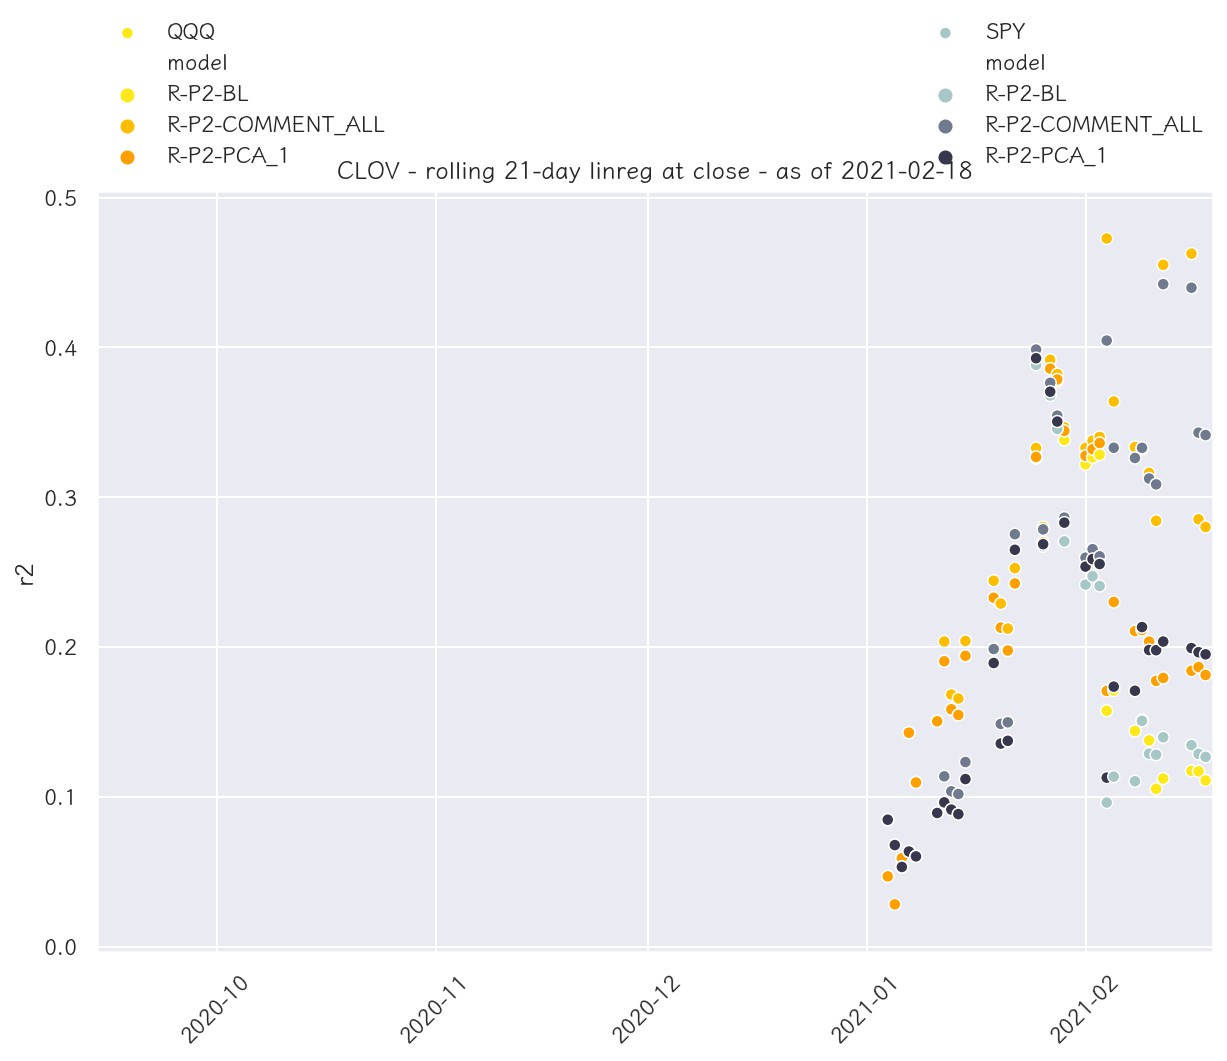 QQQ
model
R-P2-BL
R-P2-COMMENT_ALL
R-P2-PCA_1
SPY
model
R-P2-BL
R-P2-COMMENT_ALL
R-P2-PCA_1
CLOV - rolling 21-day linreg at close - as of 2021-02-18
0.5
0.4
0.3
0.2
0.1
0.0
r2
2020-10
2020-11
2020-12
2021-01
2021-02